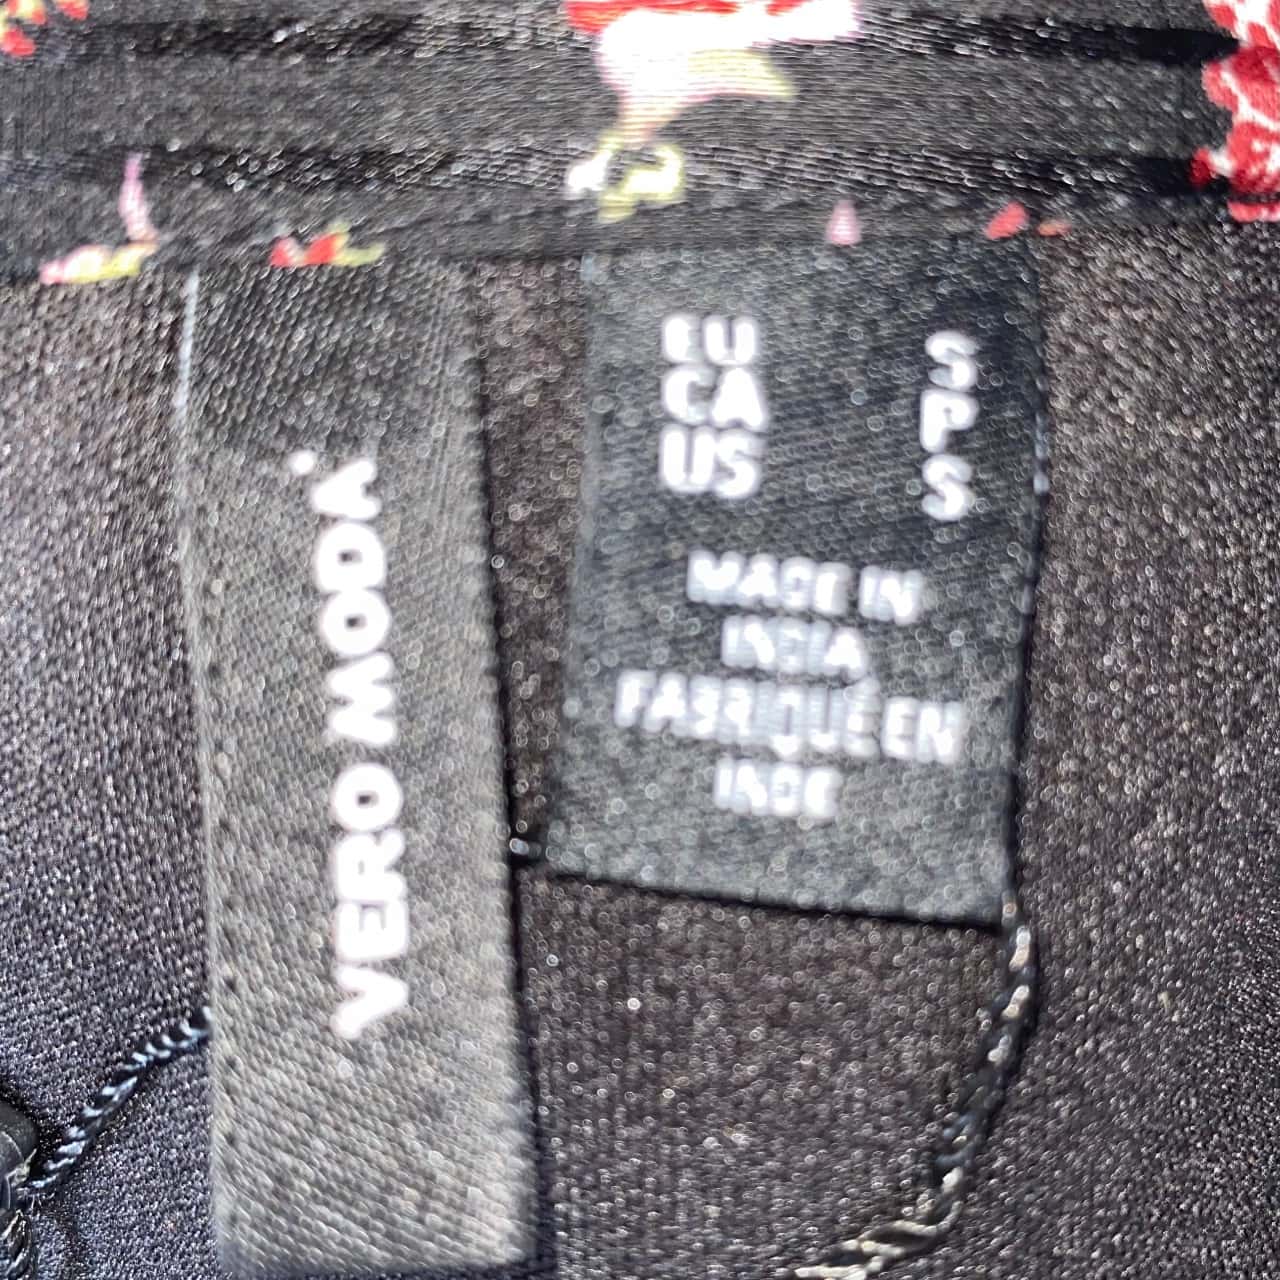 VERO MODA
EU S
CA P
US S
MADE IN
INDIA
FABRIQUÉ EN
INDE